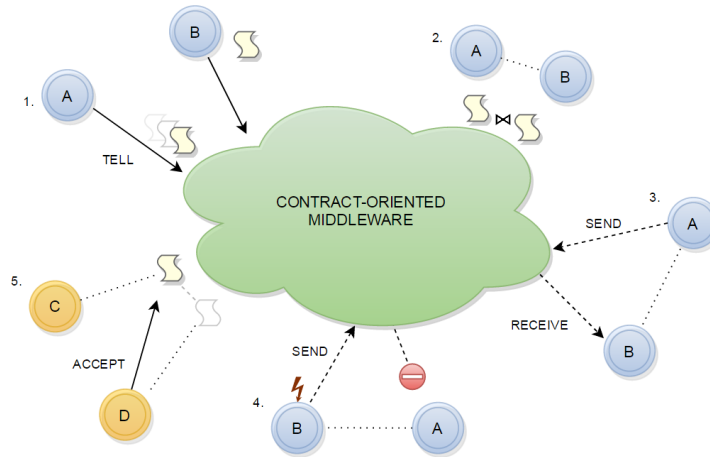 B
2.
A
B
1.
A
TELL
CONTRACT-ORIENTED
MIDDLEWARE
3.
SEND
A
5.
C
RECEIVE
B
SEND
ACCEPT
D
4.
B
A